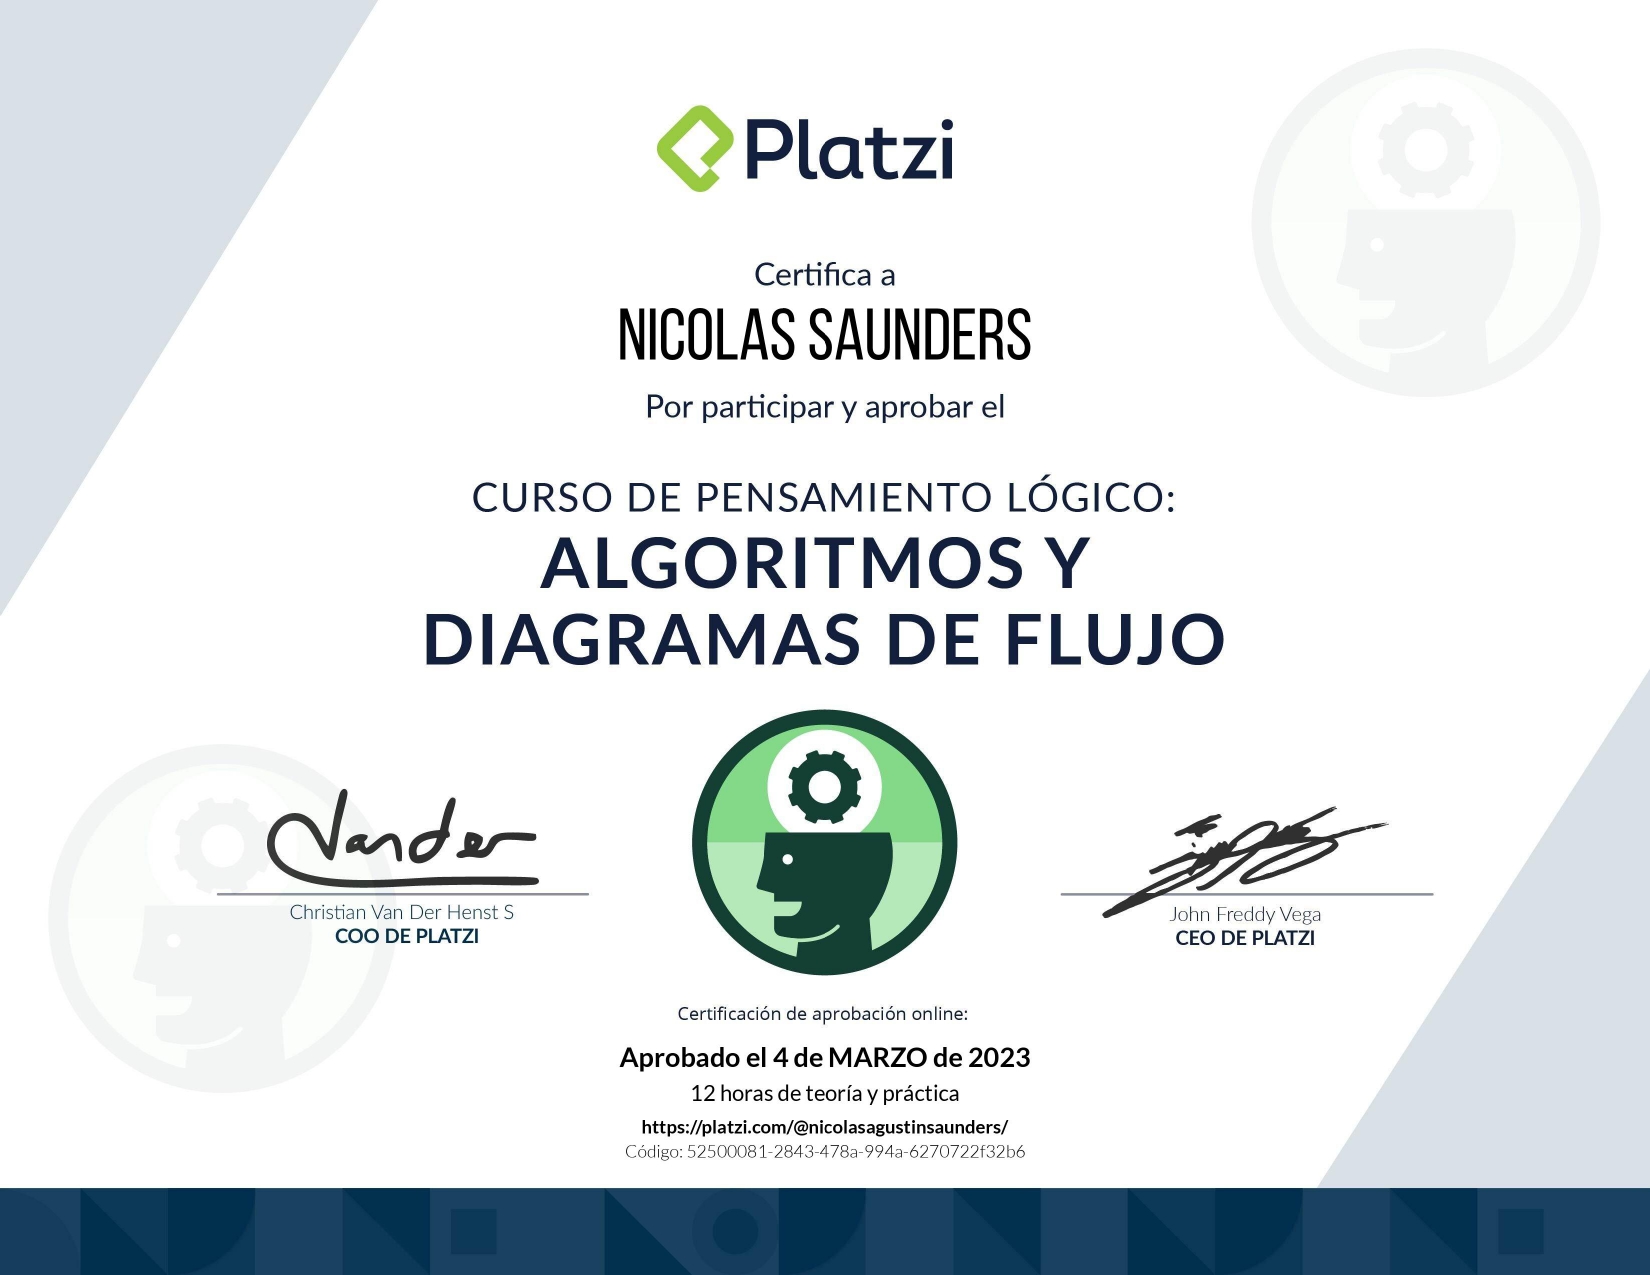 Platzi
Certifica a
NICOLAS SAUNDERS
Por participar y aprobar el
CURSO DE PENSAMIENTO LÓGICO:
ALGORITMOS Y
DIAGRAMAS DE FLUJO
Vander
Christian Van Der Henst S
COO DE PLATZI
John Freddy Vega
CEO DE PLATZI
Certificación de aprobación online:
Aprobado el 4 de MARZO de 2023
12 horas de teoría y práctica
https://platzi.com/@nicolasagustinsaunders/
Código: 52500081-2843-478a-994a-6270722f32b6